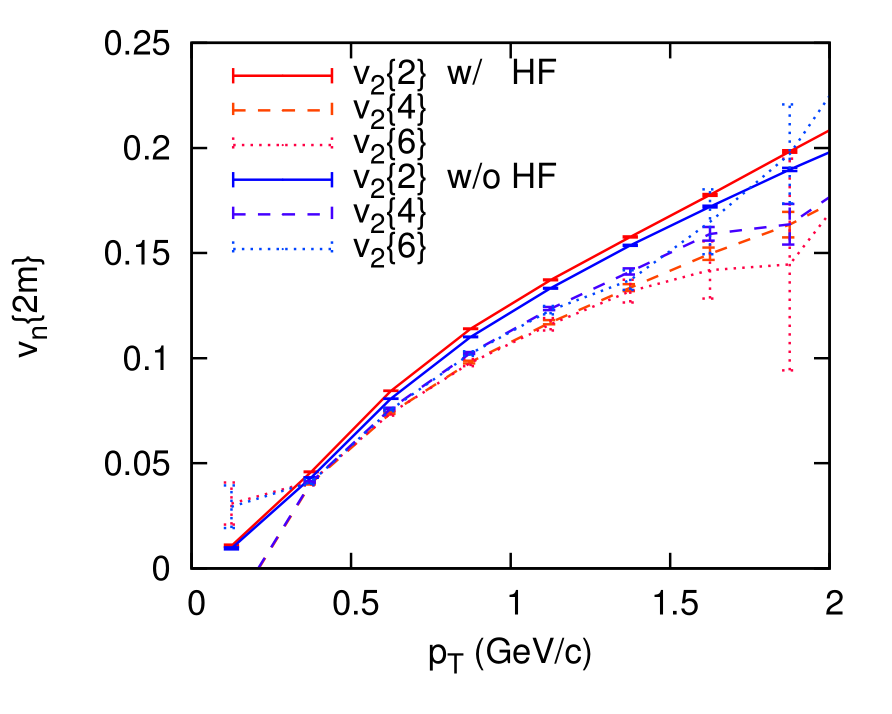 0.25
0.2
0.15
0.1
0.05
0
v2{2} w/ HF
v2{4}
v2{6}
v2{2} w/o HF
v2{4}
v2{6}
vn{2m}
0 0.5 1 1.5 2
pT (GeV/c)